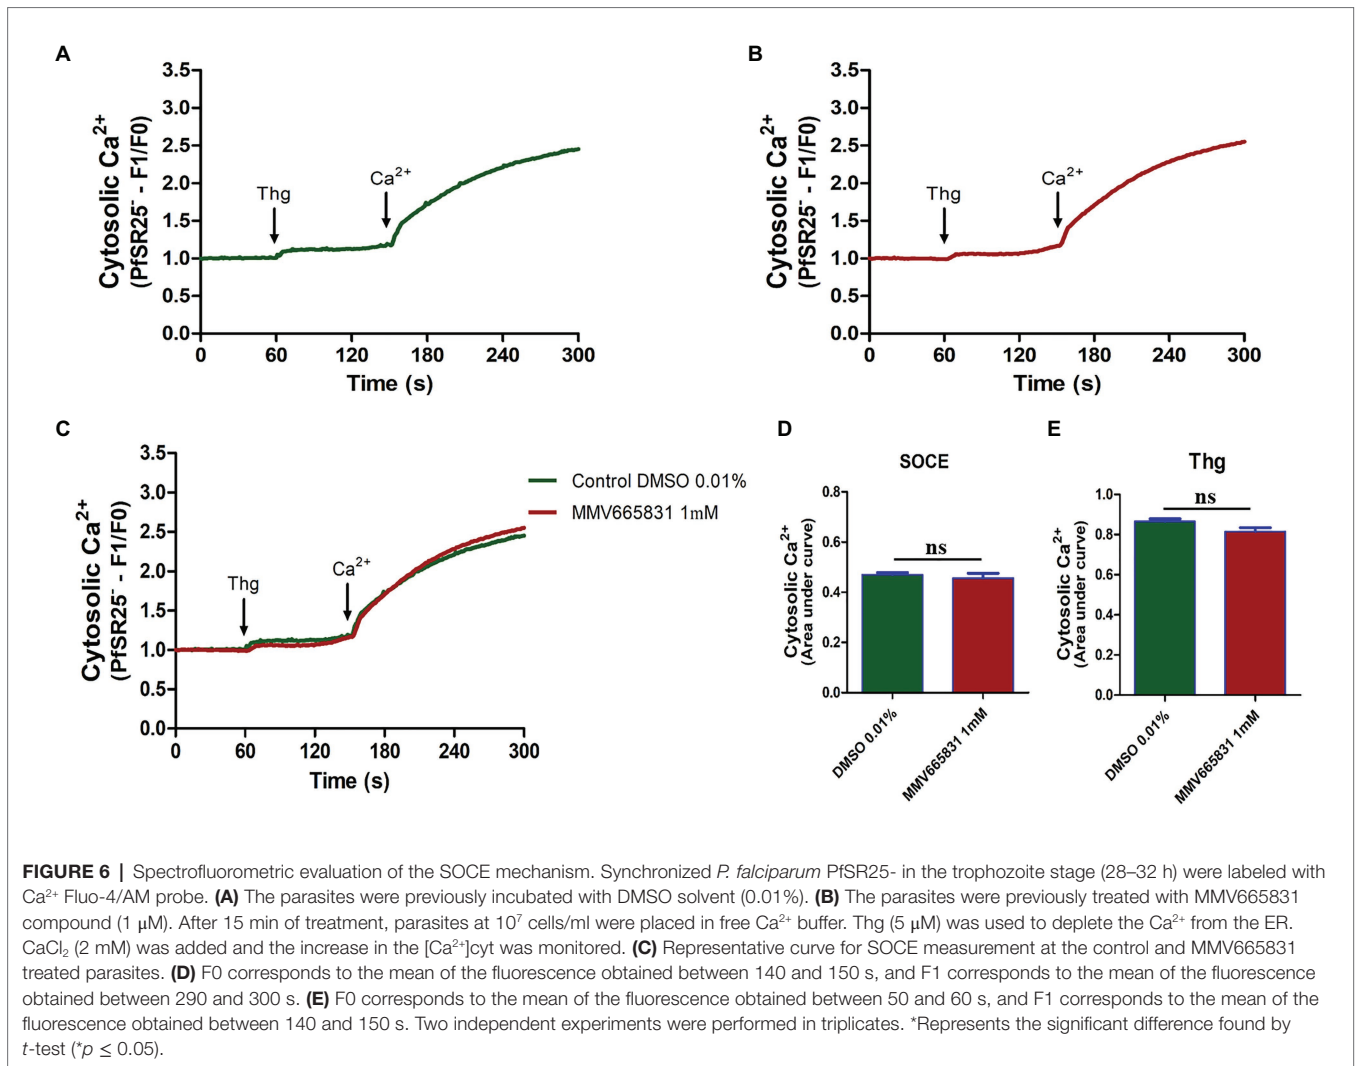 A
3.5
3.0
2.5
2.0
1.5
1.0
0.5
0.0
Cytosolic Ca²⁺
(PfSR25⁻ - F1/F0)
Thg
Ca²⁺
0 60 120 180 240 300
Time (s)
B
3.5
3.0
2.5
2.0
1.5
1.0
0.5
0.0
Cytosolic Ca²⁺
(PfSR25⁻ - F1/F0)
Thg
Ca²⁺
0 60 120 180 240 300
Time (s)
C
3.5
3.0
2.5
2.0
1.5
1.0
0.5
0.0
Cytosolic Ca²⁺
(PfSR25⁻ - F1/F0)
Thg
Ca²⁺
0 60 120 180 240 300
Time (s)
Control DMSO 0.01%
MMV665831 1mM
D
SOCE
0.8
0.6
0.4
0.2
0.0
Cytosolic Ca²⁺
(Area under curve)
ns
DMSO 0.01%
MMV665831 1mM
E
Thg
1.0
0.8
0.6
0.4
0.2
0.0
Cytosolic Ca²⁺
(Area under curve)
ns
DMSO 0.01%
MMV665831 1mM
FIGURE 6 | Spectrofluorometric evaluation of the SOCE mechanism. Synchronized P. falciparum PfSR25- in the trophozoite stage (28–32 h) were labeled with
Ca²⁺ Fluo-4/AM probe. (A) The parasites were previously incubated with DMSO solvent (0.01%). (B) The parasites were previously treated with MMV665831
compound (1 μM). After 15 min of treatment, parasites at 10⁷ cells/ml were placed in free Ca²⁺ buffer. Thg (5 μM) was used to deplete the Ca²⁺ from the ER.
CaCl₂ (2 mM) was added and the increase in the [Ca²⁺]cyt was monitored. (C) Representative curve for SOCE measurement at the control and MMV665831
treated parasites. (D) F0 corresponds to the mean of the fluorescence obtained between 140 and 150 s, and F1 corresponds to the mean of the fluorescence
obtained between 290 and 300 s. (E) F0 corresponds to the mean of the fluorescence obtained between 50 and 60 s, and F1 corresponds to the mean of the
fluorescence obtained between 140 and 150 s. Two independent experiments were performed in triplicates. *Represents the significant difference found by
t-test (*p ≤ 0.05).